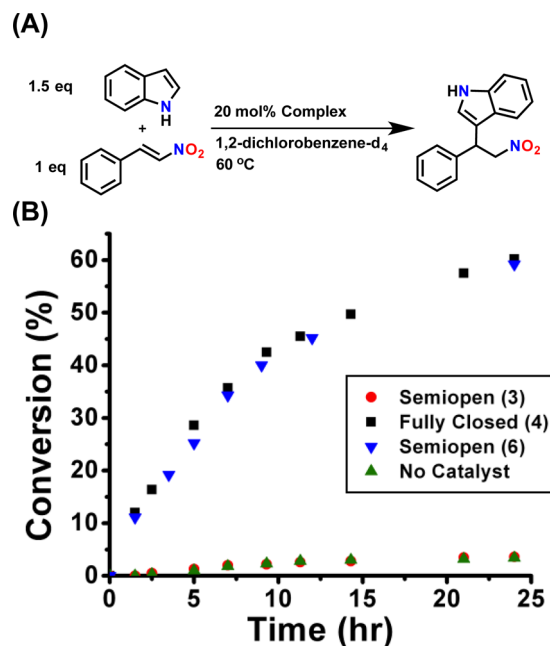 (A)
1.5 eq
N
H
+
1 eq
NO2
20 mol% Complex
1,2-dichlorobenzene-d4
60 °C
HN
NO2
(B)
Conversion (%)
60
50
40
30
20
10
0
Semiopen (3)
Fully Closed (4)
Semiopen (6)
No Catalyst
0 5 10 15 20 25
Time (hr)